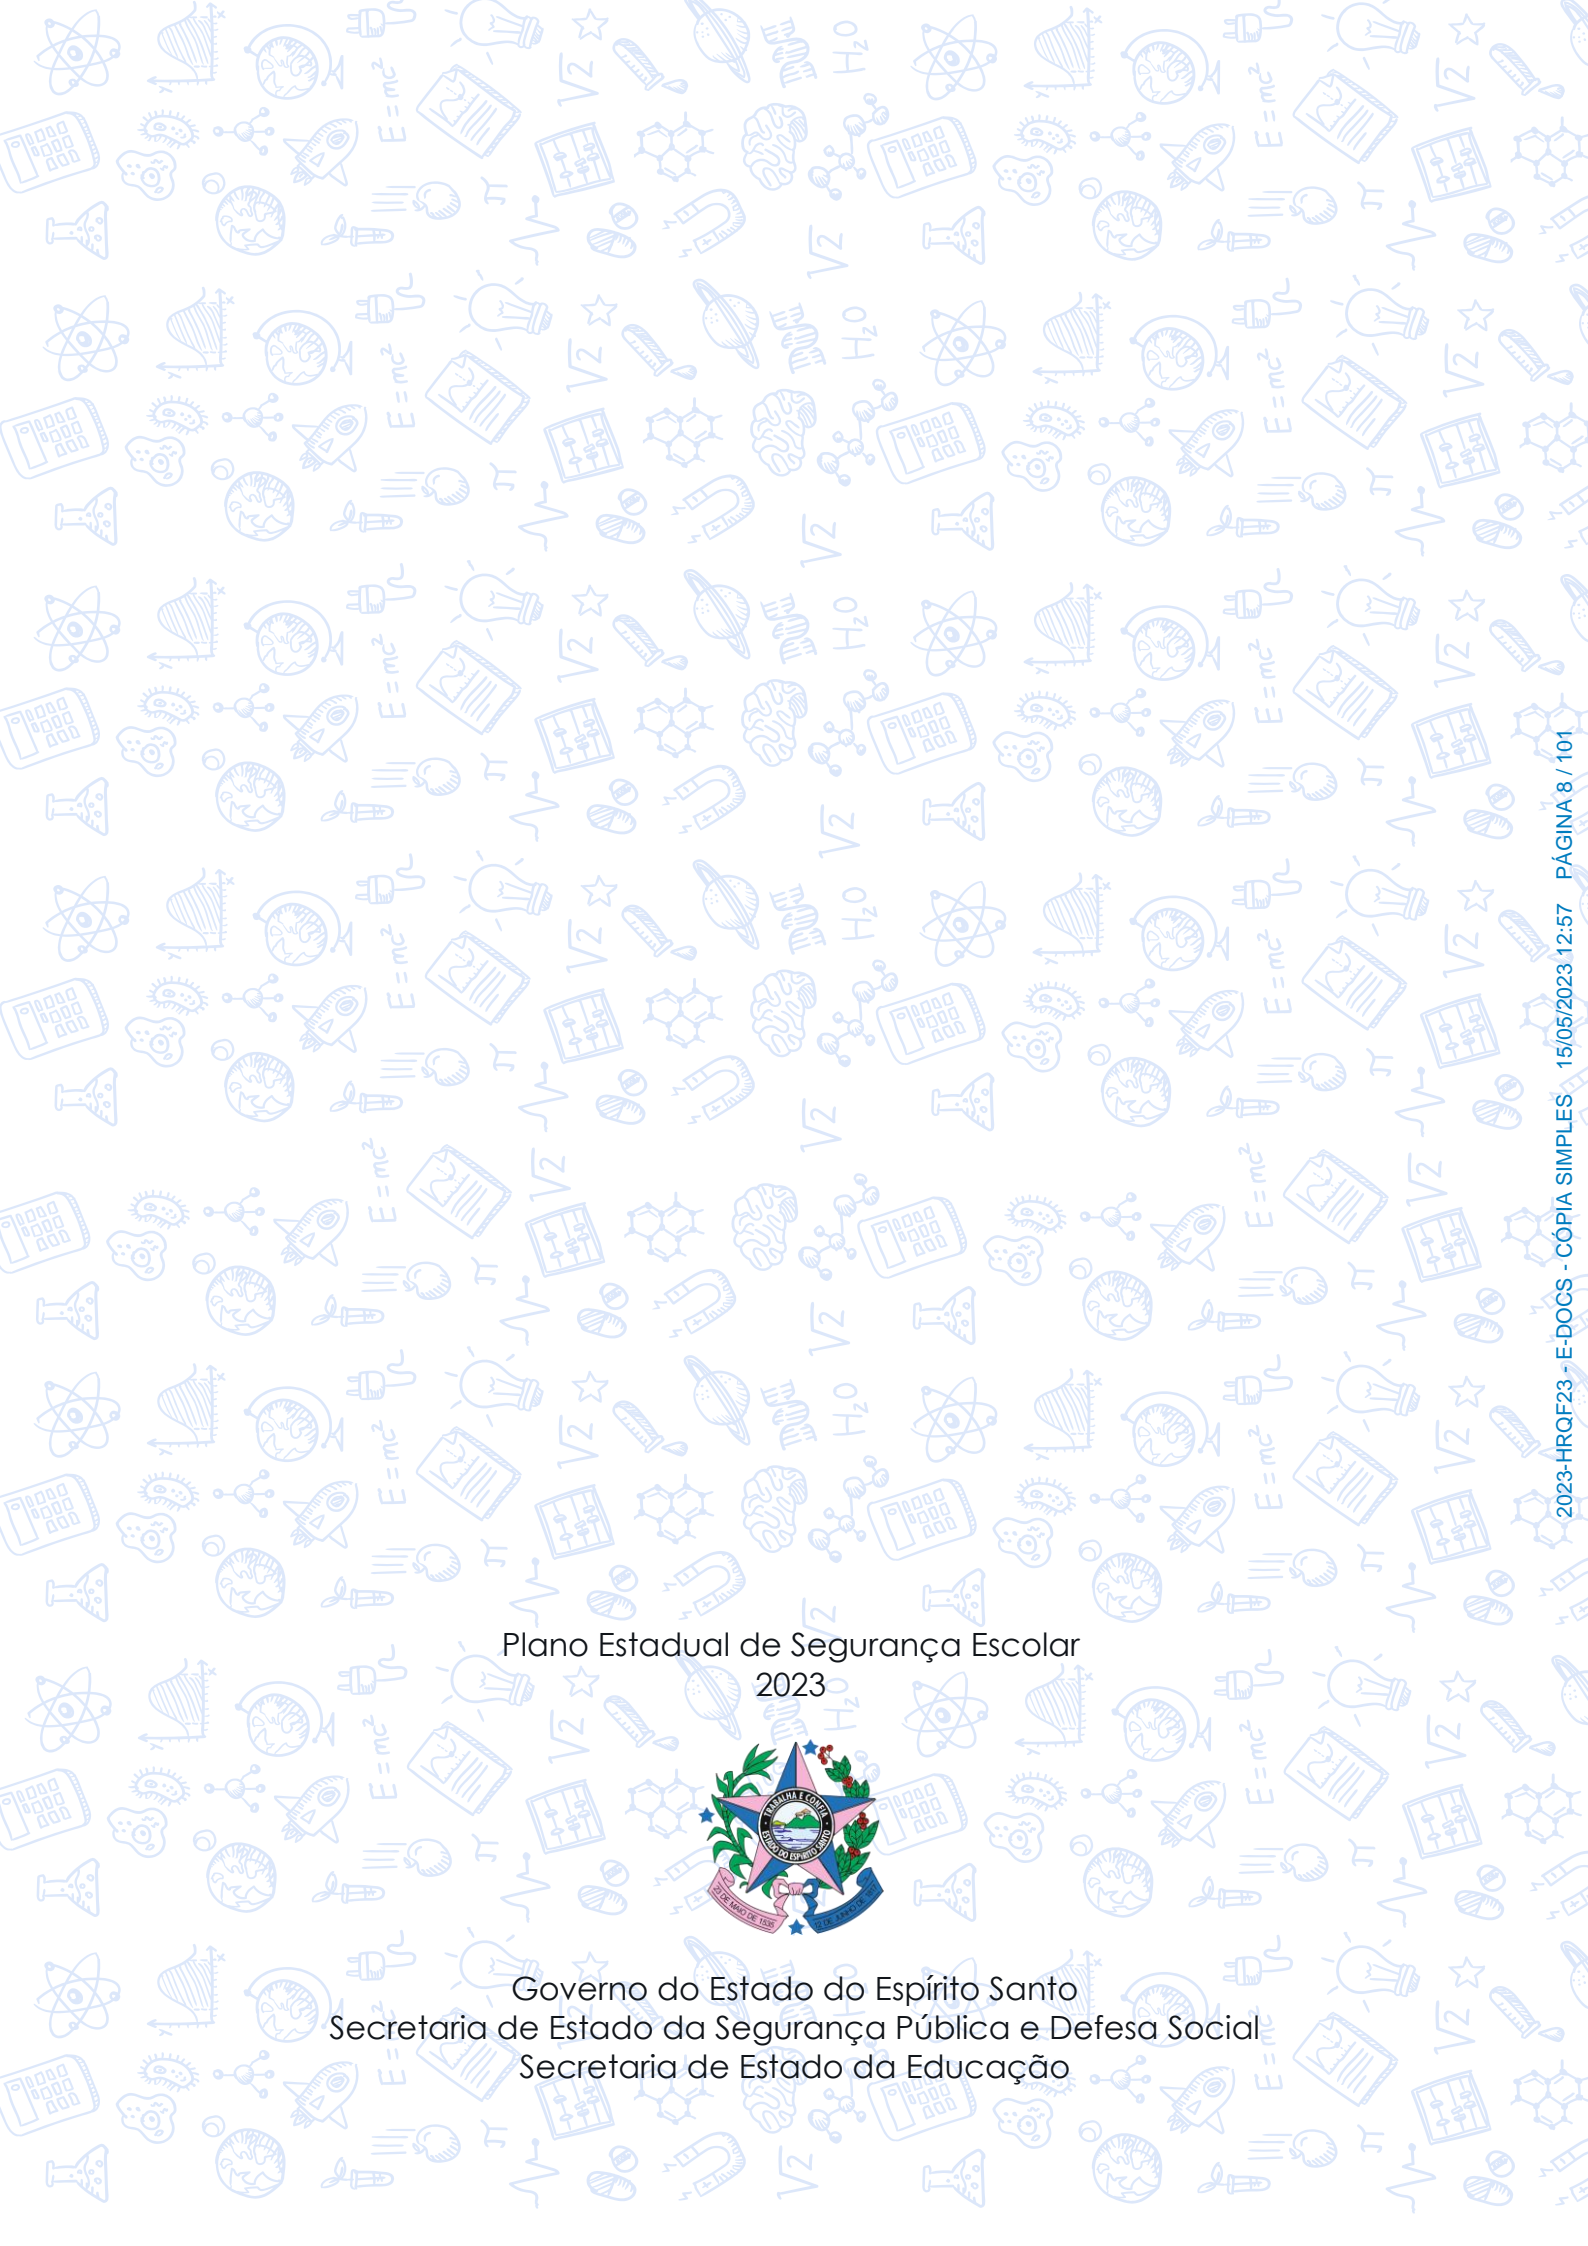 Plano Estadual de Segurança Escolar
2023
TRABALHA E CONFIA
ESTADO DO ESPÍRITO SANTO
23 DE MAIO DE 1535
12 DE JUNHO DE
Governo do Estado do Espírito Santo
Secretaria de Estado da Segurança Pública e Defesa Social
Secretaria de Estado da Educação
2023-HRQF23 - E-DOCS - CÓPIA SIMPLES 15/05/2023 12:57 PÁGINA 8 / 101